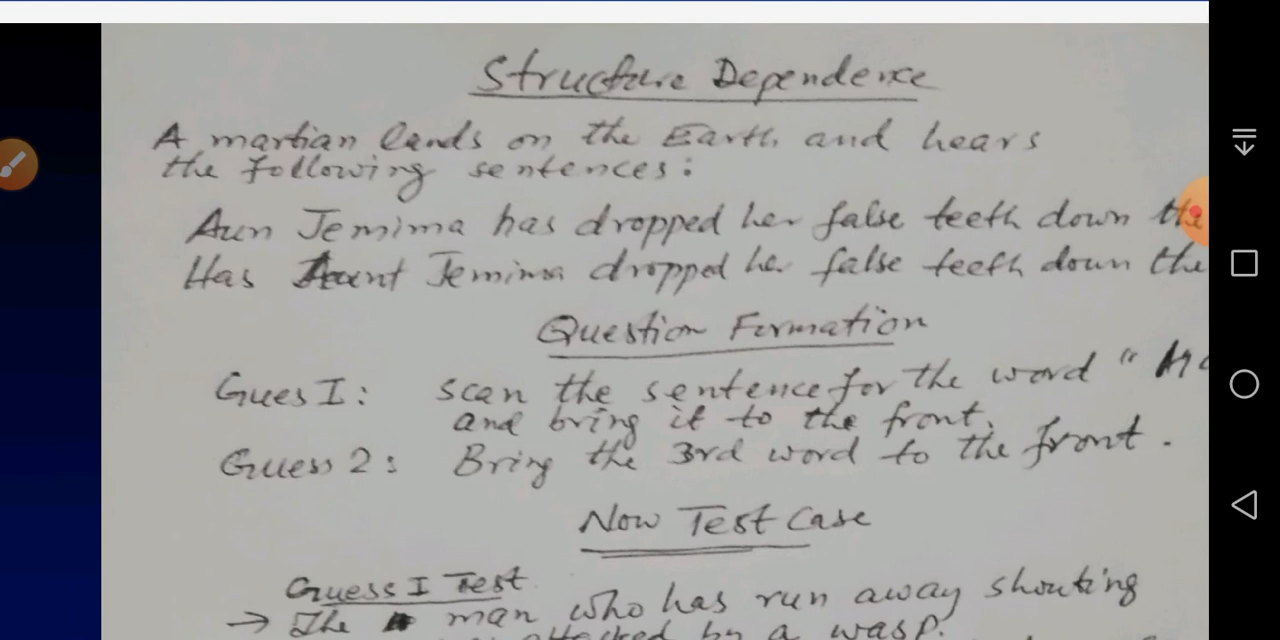 Structure Dependence
A martian lands on the Earth and hears
the following sentences:
Aun Jemima has dropped her false teeth down the
Has Aunt Jemima dropped her false teeth down the
Question Formation
Gues I: scan the sentence for the word "
and bring it to the front.
Guess 2: Bring the 3rd word to the front.
Now Test Case
Guess I Test
→ The man who has run away shouting
attacked by a wasp.